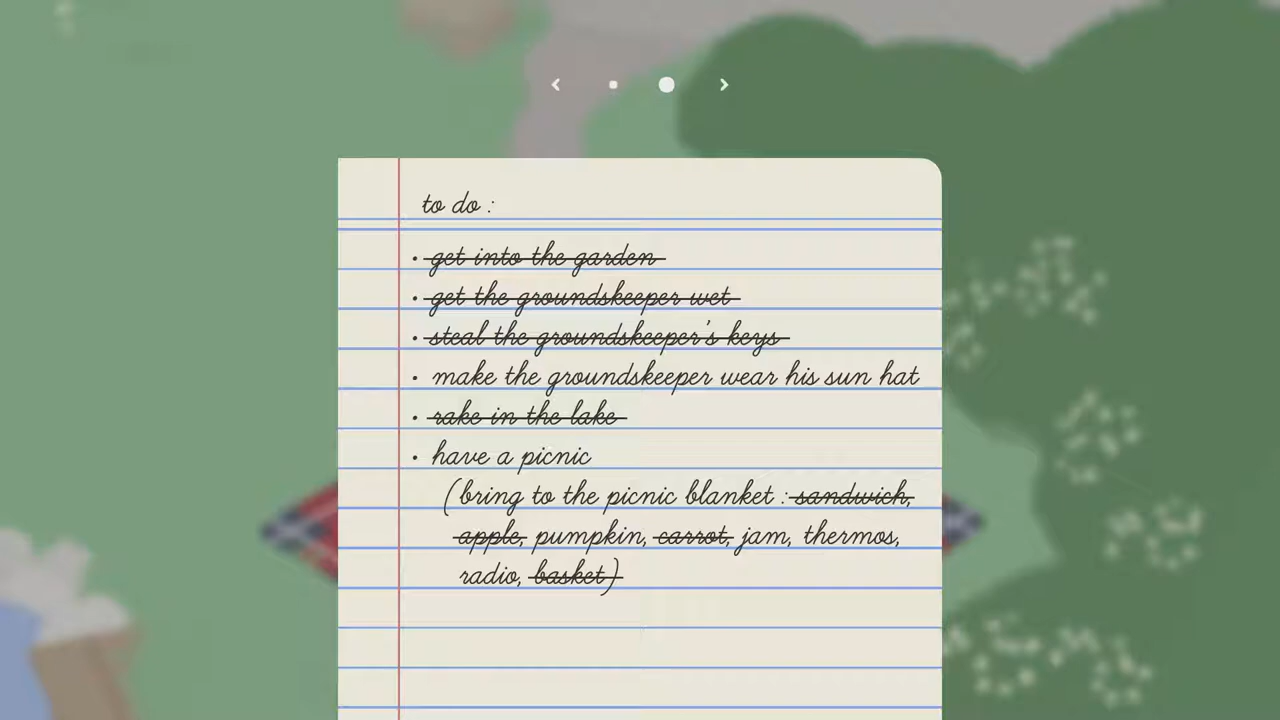 to do :
• get into the garden
• get the groundskeeper wet
• steal the groundskeeper's keys
• make the groundskeeper wear his sun hat
• rake in the lake
• have a picnic
(bring to the picnic blanket : sandwich,
apple, pumpkin, carrot, jam, thermos,
radio, basket)